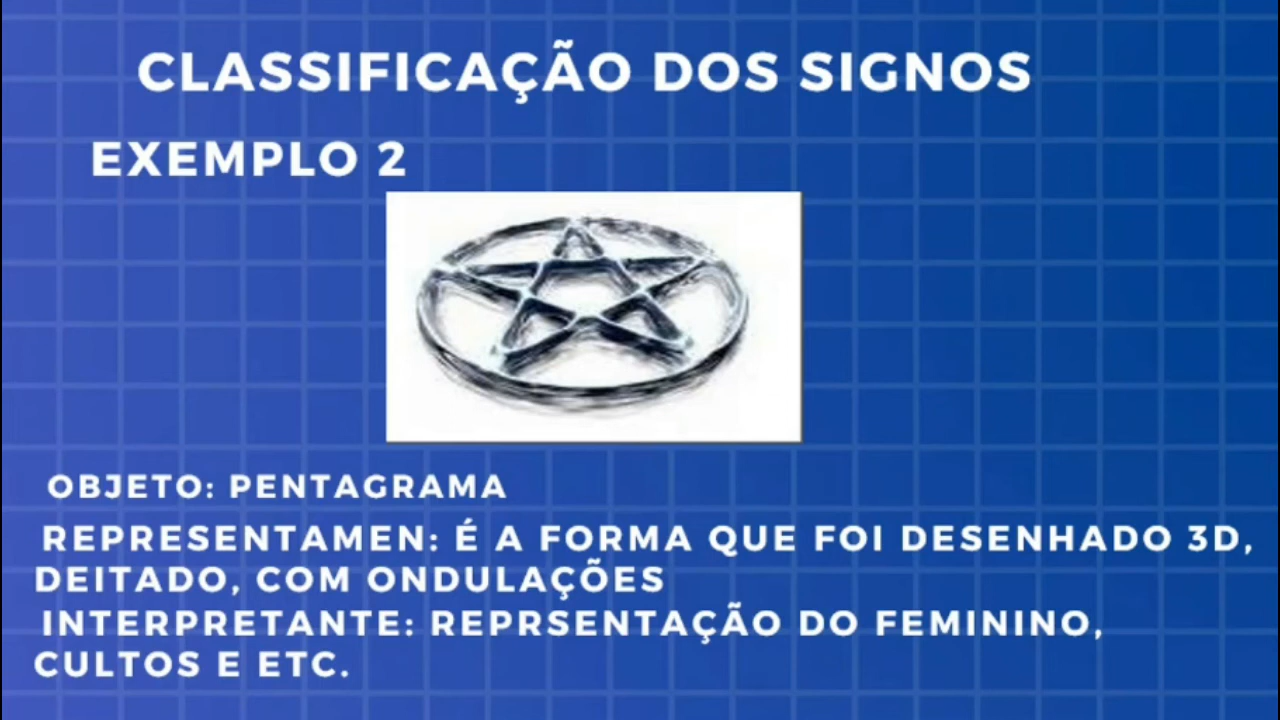 CLASSIFICAÇÃO DOS SIGNOS
EXEMPLO 2
OBJETO: PENTAGRAMA
REPRESENTAMEN: É A FORMA QUE FOI DESENHADO 3D,
DEITADO, COM ONDULAÇÕES
INTERPRETANTE: REPRSENTAÇÃO DO FEMININO,
CULTOS E ETC.